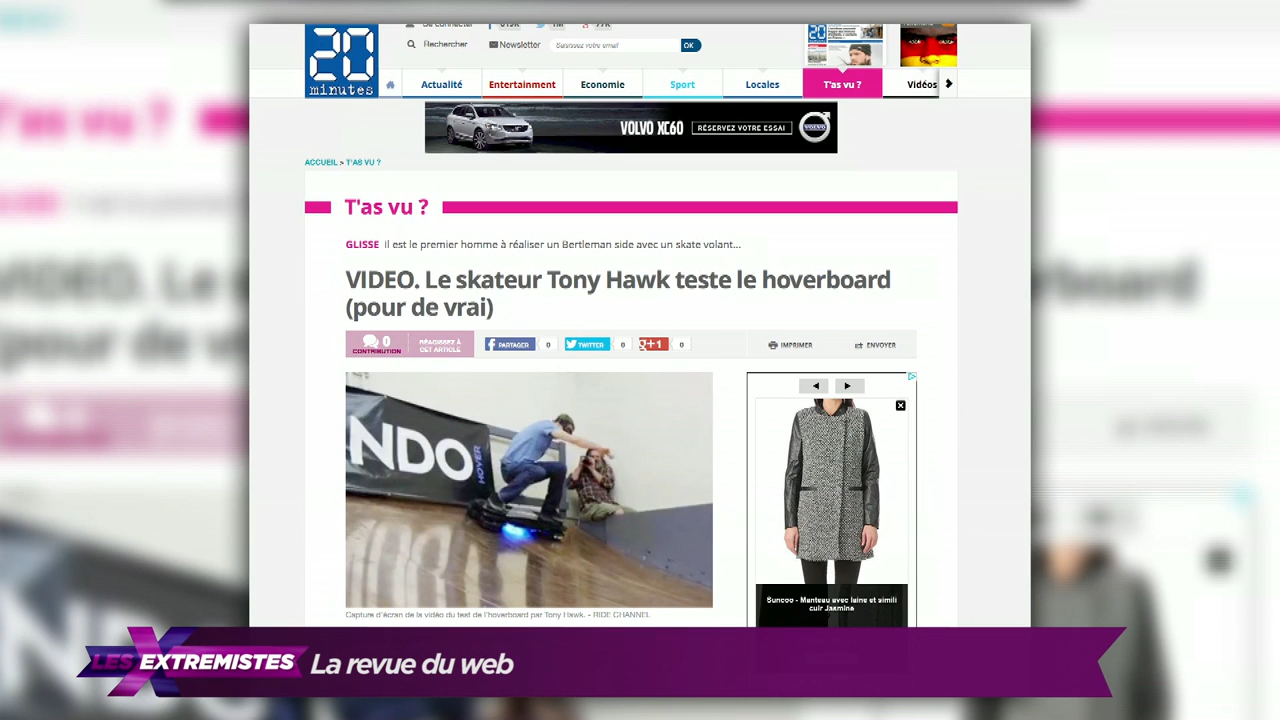 20
minutes
Rechercher
Newsletter
Saisissez votre email
OK
Actualité
Entertainment
Economie
Sport
Locales
T'as vu ?
Vidéos
VOLVO XC60
RÉSERVEZ VOTRE ESSAI
ACCUEIL > T'AS VU ?
T'as vu ?
GLISSE Il est le premier homme à réaliser un Bertleman side avec un skate volant...
VIDEO. Le skateur Tony Hawk teste le hoverboard
(pour de vrai)
0
CONTRIBUTION
RÉAGISSEZ À
CET ARTICLE
PARTAGER
0
TWITTER
0
g+1
0
IMPRIMER
ENVOYER
NDO
HOVER
Capture d'écran de la vidéo du test de l'hoverboard par Tony Hawk. - RIDE CHANNEL
Suncoo - Manteau avec laine et simili
cuir Jasmine
LES EXTREMISTES
La revue du web